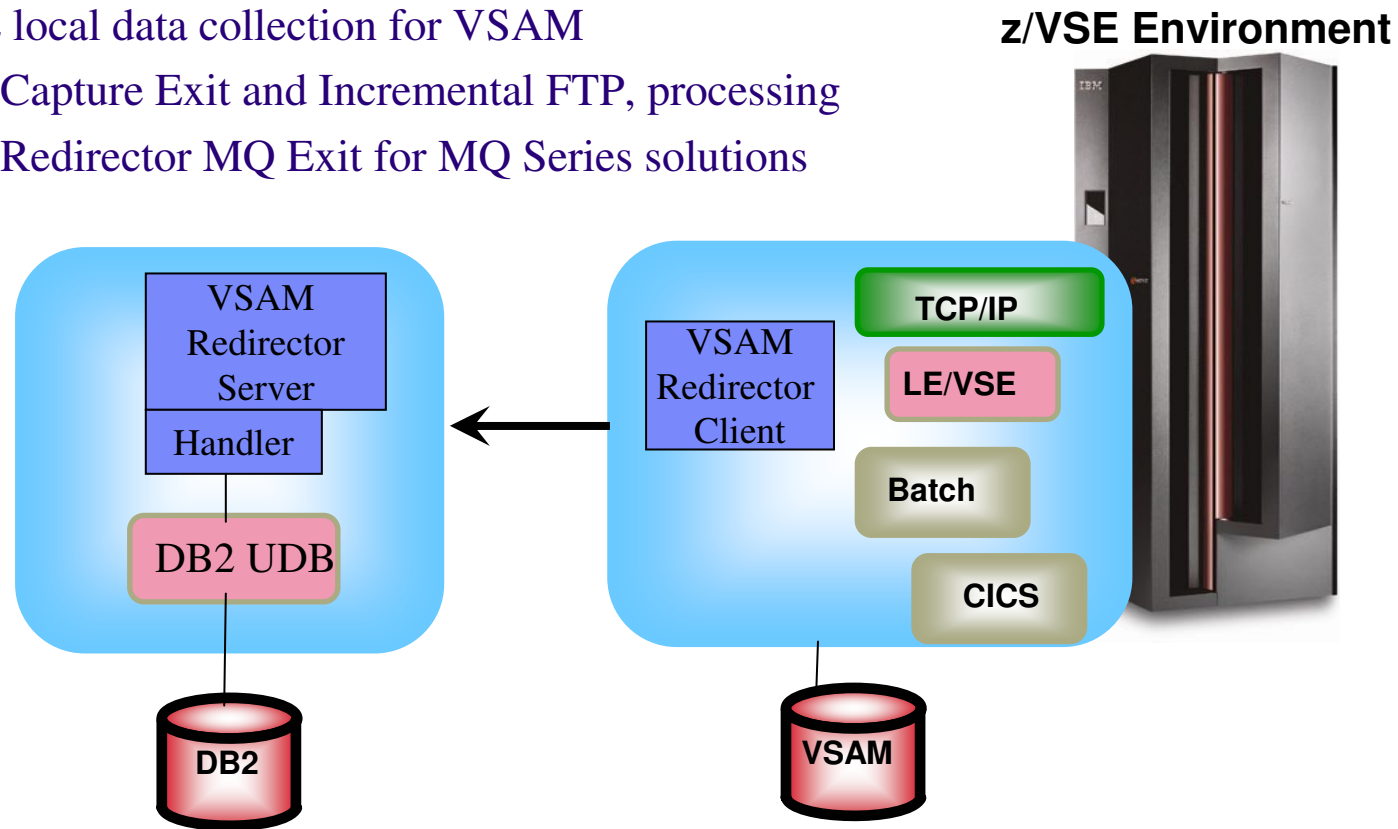 local data collection for VSAM
Capture Exit and Incremental FTP, processing
Redirector MQ Exit for MQ Series solutions
z/VSE Environment
IBM
VSAM
Redirector
Server
Handler
DB2 UDB
DB2
VSAM
Redirector
Client
TCP/IP
LE/VSE
Batch
CICS
VSAM